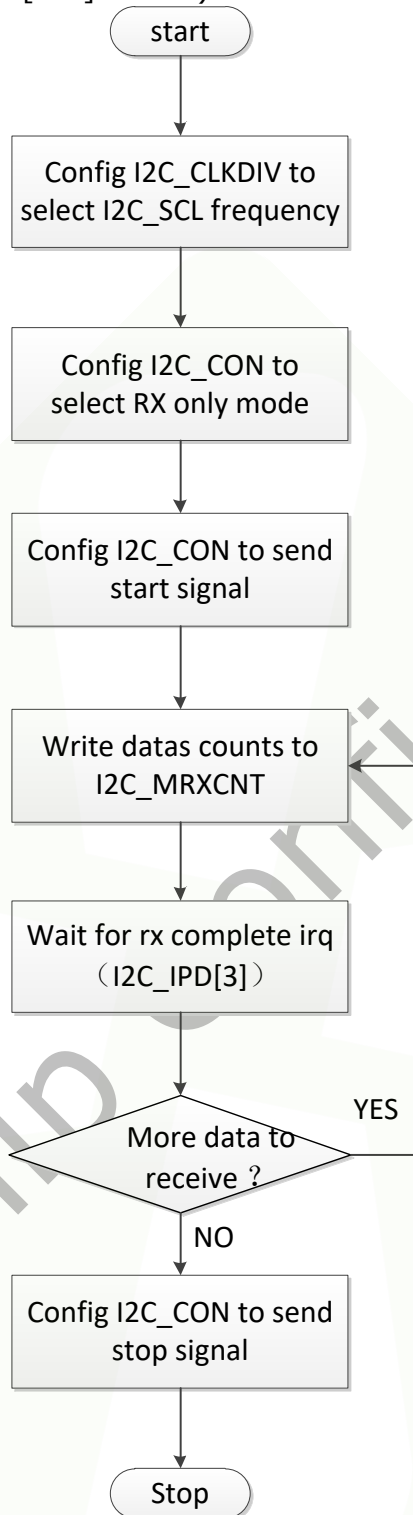 start
Config I2C_CLKDIV to
select I2C_SCL frequency
Config I2C_CON to
select RX only mode
Config I2C_CON to send
start signal
Write datas counts to
I2C_MRXCNT
Wait for rx complete irq
（I2C_IPD[3]）
YES
More data to
receive ？
NO
Config I2C_CON to send
stop signal
Stop